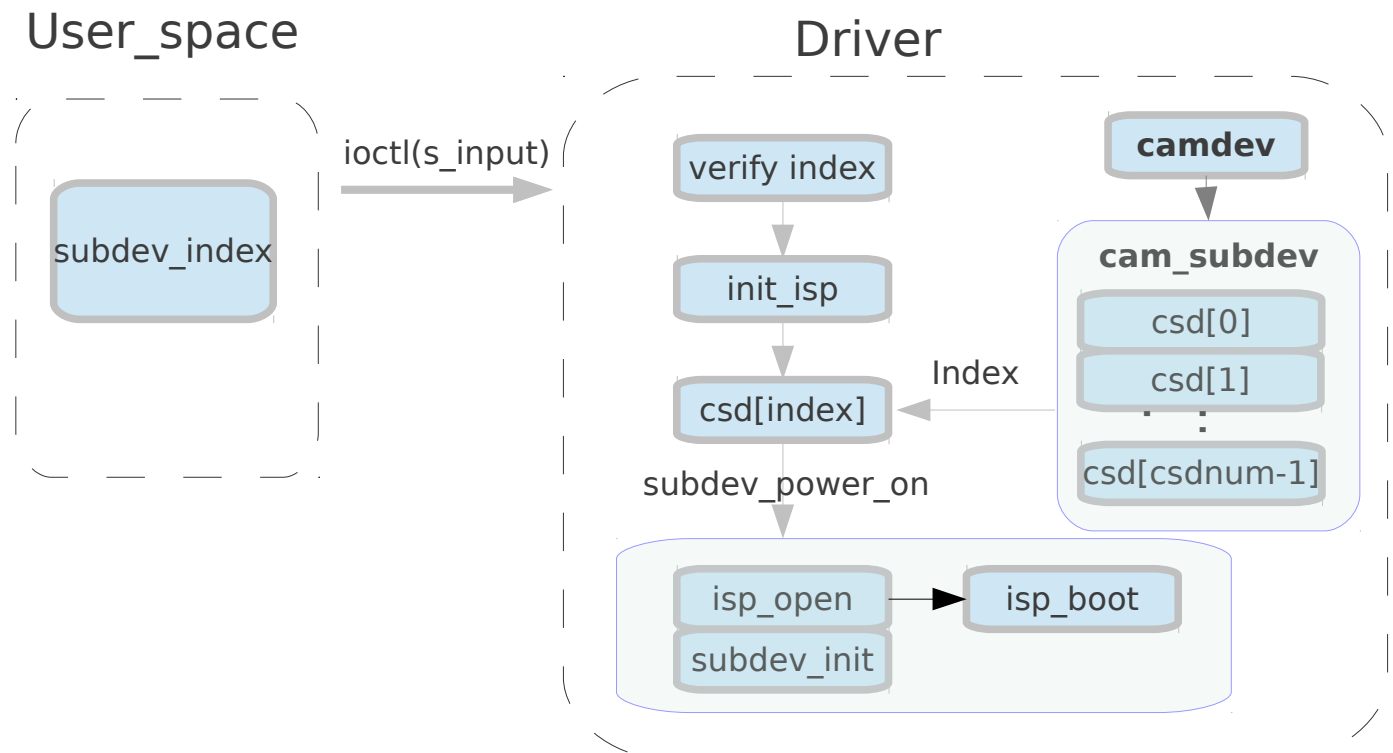 User_space
Driver
subdev_index
ioctl(s_input)
verify index
init_isp
csd[index]
subdev_power_on
isp_open
isp_boot
subdev_init
camdev
cam_subdev
csd[0]
csd[1]
csd[csdnum-1]
Index